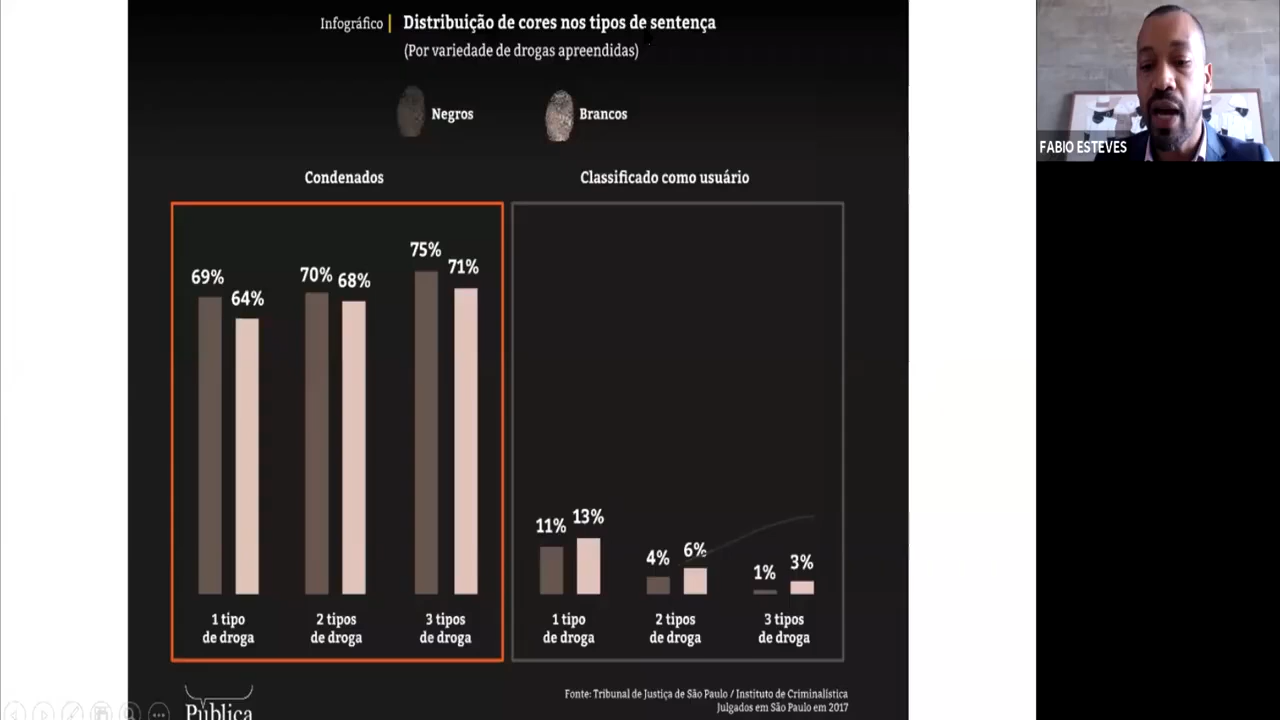 Infográfico | Distribuição de cores nos tipos de sentença
(Por variedade de drogas apreendidas)
Negros
Brancos
FABIO ESTEVES
Condenados
Classificado como usuário
69%
64%
70%
68%
75%
71%
11%
13%
4%
6%
1%
3%
1 tipo
de droga
2 tipos
de droga
3 tipos
de droga
1 tipo
de droga
2 tipos
de droga
3 tipos
de droga
Fonte: Tribunal de Justiça de São Paulo / Instituto de Criminalística
Julgados em São Paulo em 2017
Pública